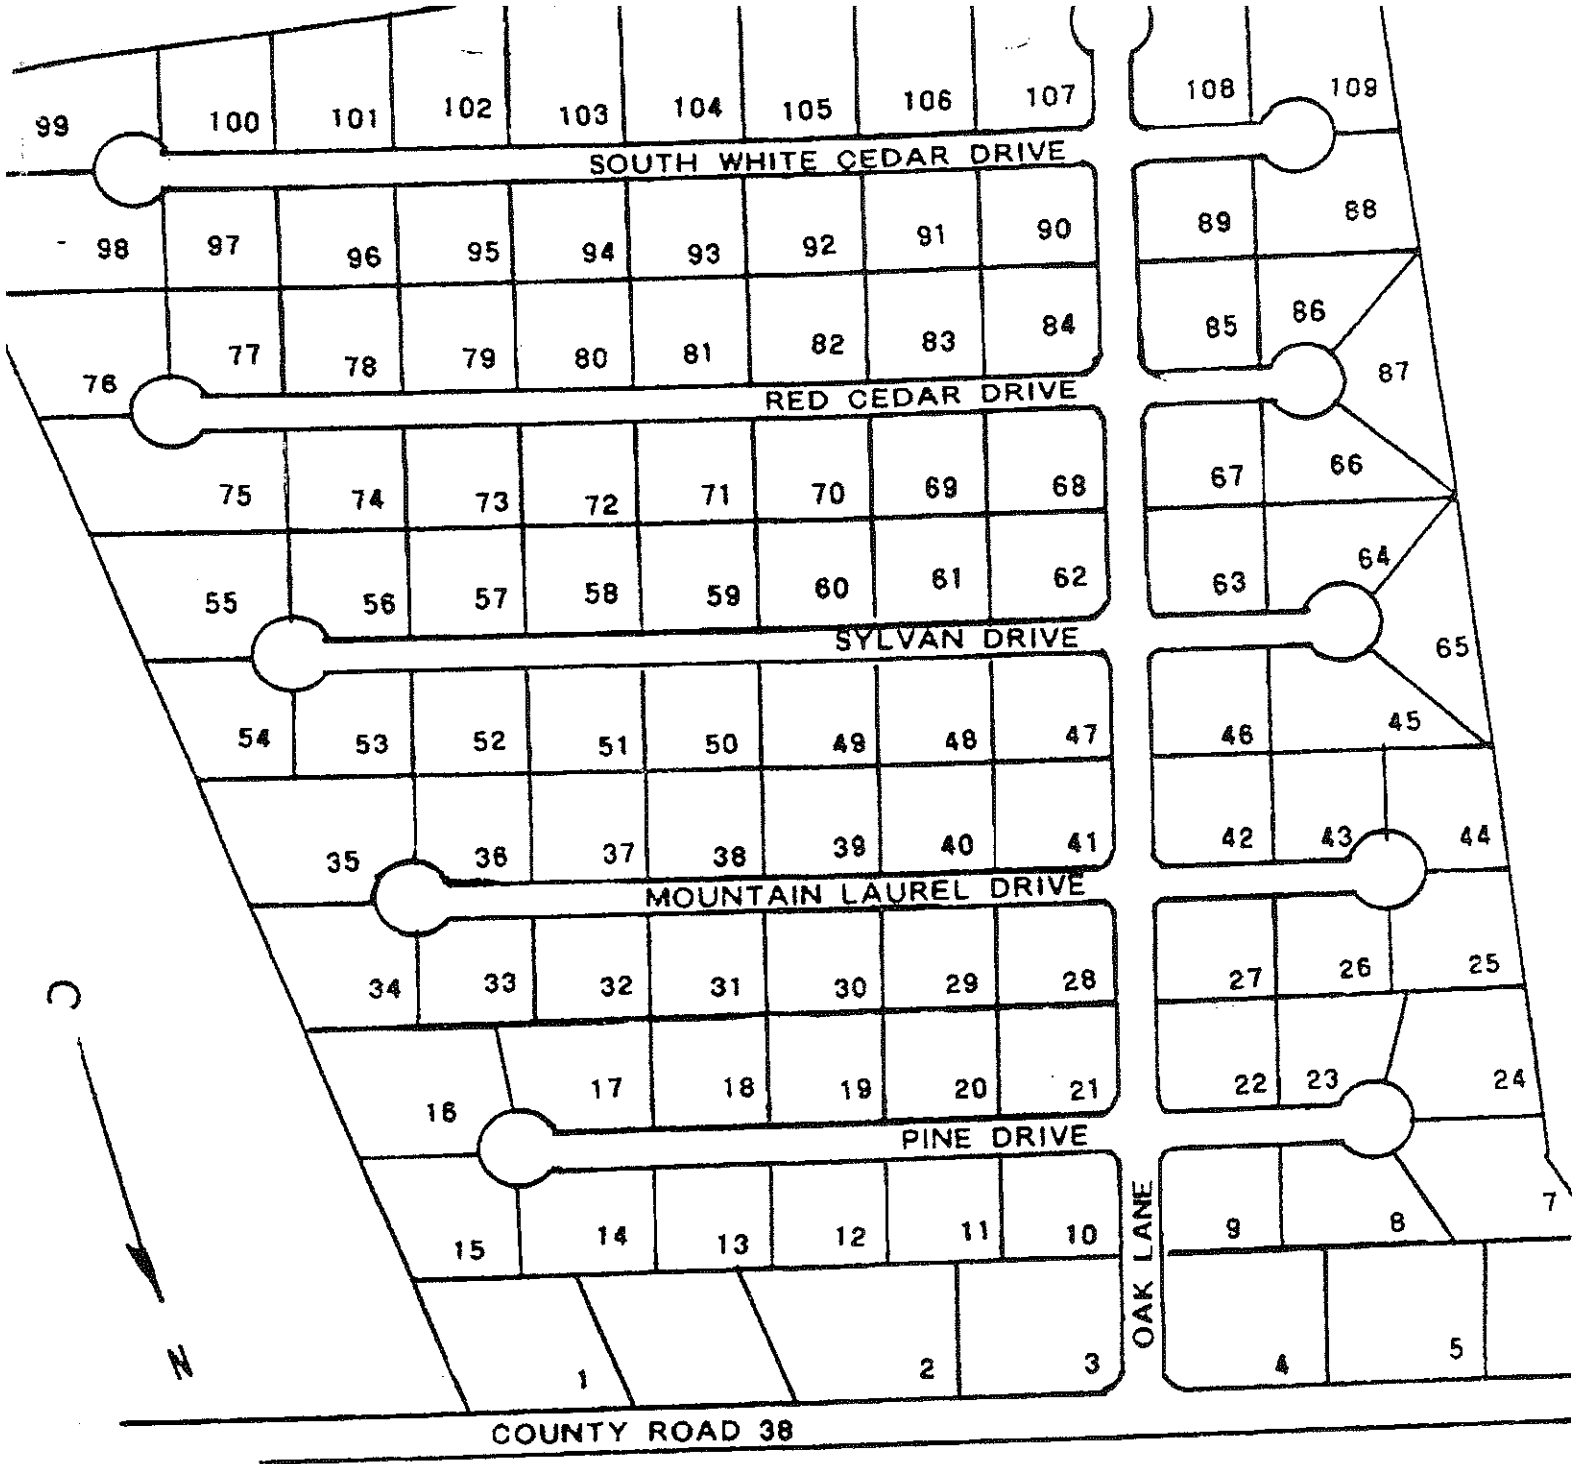 99 100 101 102 103 104 105 106 107 108 109
SOUTH WHITE CEDAR DRIVE
98 97 96 95 94 93 92 91 90 89 88
76 77 78 79 80 81 82 83 84 85 86 87
RED CEDAR DRIVE
75 74 73 72 71 70 69 68 67 66
55 56 57 58 59 60 61 62 63 64 65
SYLVAN DRIVE
54 53 52 51 50 49 48 47 46 45
35 36 37 38 39 40 41 42 43 44
MOUNTAIN LAUREL DRIVE
34 33 32 31 30 29 28 27 26 25
16 17 18 19 20 21 22 23 24
PINE DRIVE
15 14 13 12 11 10 9 8 7
OAK LANE
N
1 2 3 4 5
COUNTY ROAD 38